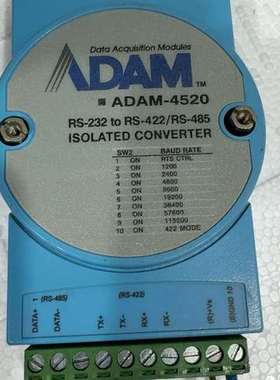 Data Acquisition Modules
ADAM™
ADAM-4520
RS-232 to RS-422/RS-485
ISOLATED CONVERTER
SW2 BAUD RATE
1 ON RTS CTRL
2 ON 1200
3 ON 2400
4 ON 4800
5 ON 9600
6 ON 19200
7 ON 38400
8 ON 57600
9 ON 115200
10 ON 422 MODE
1 (RS-485) (RS-422) 10
DATA+ DATA- TX+ TX- RX+ RX- (R)+Vs (B)GND